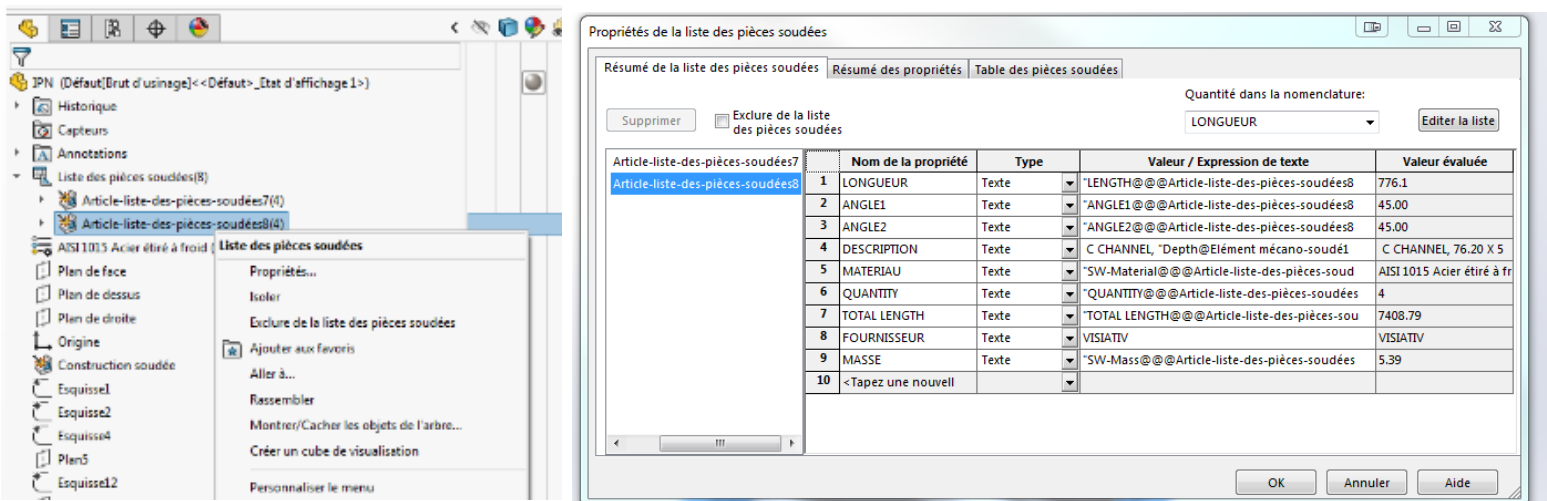 JPN (Défaut[Brut d'usinage]<<Défaut>_Etat d'affichage 1>)
Historique
Capteurs
Annotations
Liste des pièces soudées(8)
Article-liste-des-pièces-soudées7(4)
Article-liste-des-pièces-soudées8(4)
AISI 1015 Acier étiré à froid (
Plan de face
Plan de dessus
Plan de droite
Origine
Construction soudée
Esquisse1
Esquisse2
Esquisse4
Plan5
Esquisse12
Liste des pièces soudées
Propriétés...
Isoler
Exclure de la liste des pièces soudées
Ajouter aux favoris
Aller à...
Rassembler
Montrer/Cacher les objets de l'arbre...
Créer un cube de visualisation
Personnaliser le menu
Propriétés de la liste des pièces soudées
Résumé de la liste des pièces soudées Résumé des propriétés Table des pièces soudées
Quantité dans la nomenclature:
Supprimer Exclure de la liste
des pièces soudées
LONGUEUR Editer la liste
Article-liste-des-pièces-soudées7
Article-liste-des-pièces-soudées8
Nom de la propriété Type Valeur / Expression de texte Valeur évaluée
1 LONGUEUR Texte "LENGTH@@@Article-liste-des-pièces-soudées8 776.1
2 ANGLE1 Texte "ANGLE1@@@Article-liste-des-pièces-soudées8 45.00
3 ANGLE2 Texte "ANGLE2@@@Article-liste-des-pièces-soudées8 45.00
4 DESCRIPTION Texte C CHANNEL, "Depth@Elément mécano-soudé1 C CHANNEL, 76.20 X 5
5 MATERIAU Texte "SW-Material@@@Article-liste-des-pièces-soud AISI 1015 Acier étiré à fr
6 QUANTITY Texte "QUANTITY@@@Article-liste-des-pièces-soudées 4
7 TOTAL LENGTH Texte "TOTAL LENGTH@@@Article-liste-des-pièces-sou 7408.79
8 FOURNISSEUR Texte VISIATIV VISIATIV
9 MASSE Texte "SW-Mass@@@Article-liste-des-pièces-soudées 5.39
10 <Tapez une nouvell
OK Annuler Aide